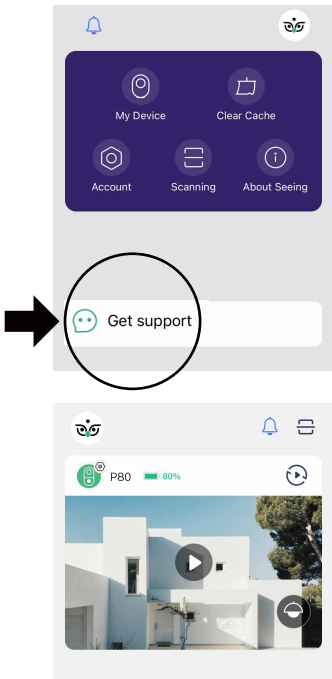 My Device
Clear Cache
Account
Scanning
About Seeing
Get support
P80
80%